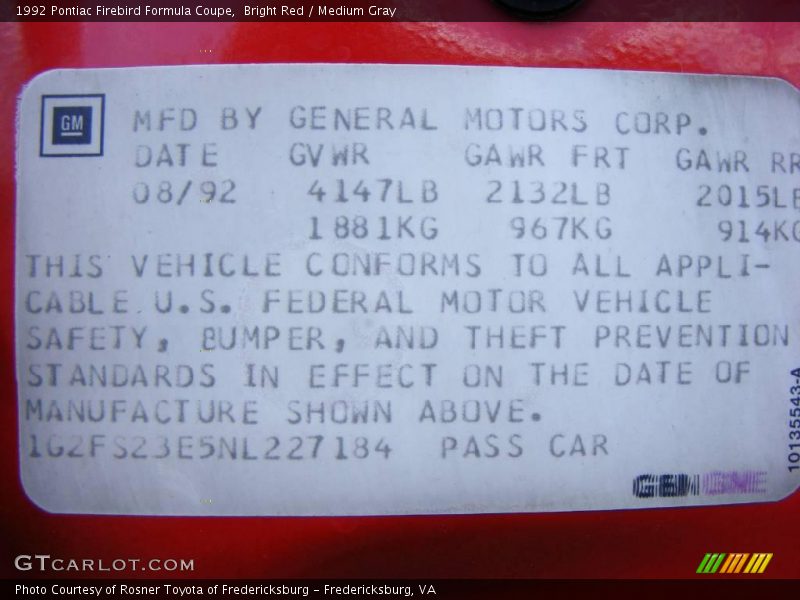 1992 Pontiac Firebird Formula Coupe, Bright Red / Medium Gray
GM
MFD BY GENERAL MOTORS CORP.
DATE GVWR GAWR FRT GAWR RR
08/92 4147LB 2132LB 2015LB
1881KG 967KG 914KG
THIS VEHICLE CONFORMS TO ALL APPLI-
CABLE U.S. FEDERAL MOTOR VEHICLE
SAFETY, BUMPER, AND THEFT PREVENTION
STANDARDS IN EFFECT ON THE DATE OF
MANUFACTURE SHOWN ABOVE.
1G2FS23E5NL227184 PASS CAR
10135543-A
GTCARLOT.COM
Photo Courtesy of Rosner Toyota of Fredericksburg – Fredericksburg, VA